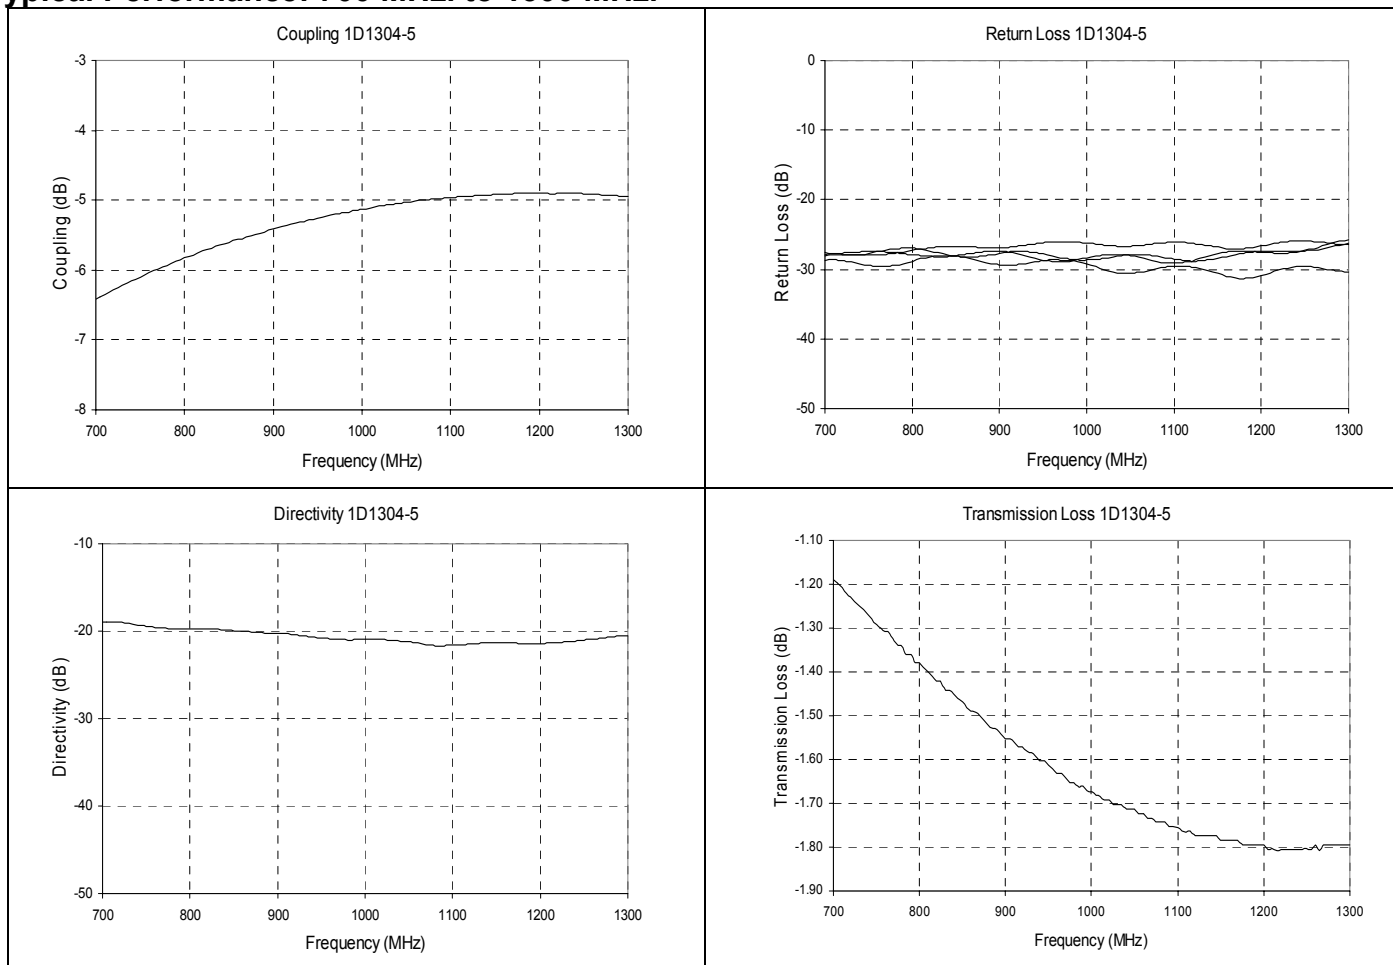 Coupling 1D1304-5
-3
-4
-5
-6
-7
-8
Coupling (dB)
700 800 900 1000 1100 1200 1300
Frequency (MHz)
Return Loss 1D1304-5
0
-10
-20
-30
-40
-50
Return Loss (dB)
700 800 900 1000 1100 1200 1300
Frequency (MHz)
Directivity 1D1304-5
-10
-20
-30
-40
-50
Directivity (dB)
700 800 900 1000 1100 1200 1300
Frequency (MHz)
Transmission Loss 1D1304-5
-1.10
-1.20
-1.30
-1.40
-1.50
-1.60
-1.70
-1.80
-1.90
Transmission Loss (dB)
700 800 900 1000 1100 1200 1300
Frequency (MHz)